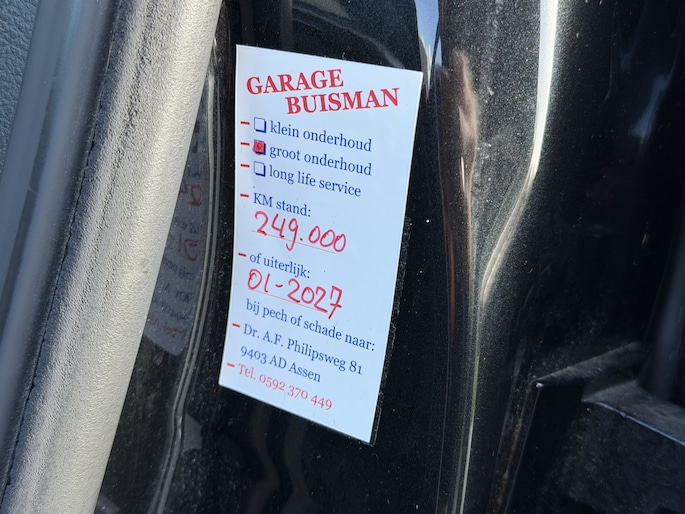 GARAGE
BUISMAN
klein onderhoud
groot onderhoud
long life service
KM stand:
249.000
of uiterlijk:
01-2027
bij pech of schade naar:
Dr. A.F. Philipsweg 81
9403 AD Assen
Tel. 0592 370 449